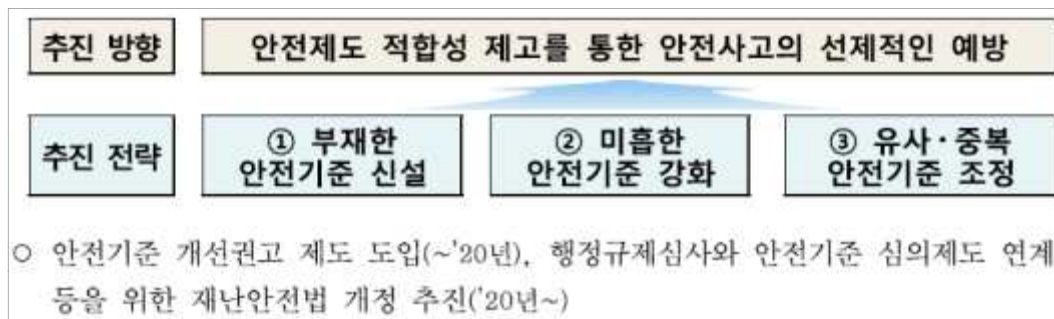 추진 방향
안전제도 적합성 제고를 통한 안전사고의 선제적인 예방
추진 전략
① 부재한
안전기준 신설
② 미흡한
안전기준 강화
③ 유사·중복
안전기준 조정
○ 안전기준 개선권고 제도 도입(~'20년), 행정규제심사와 안전기준 심의제도 연계
등을 위한 재난안전법 개정 추진('20년~)